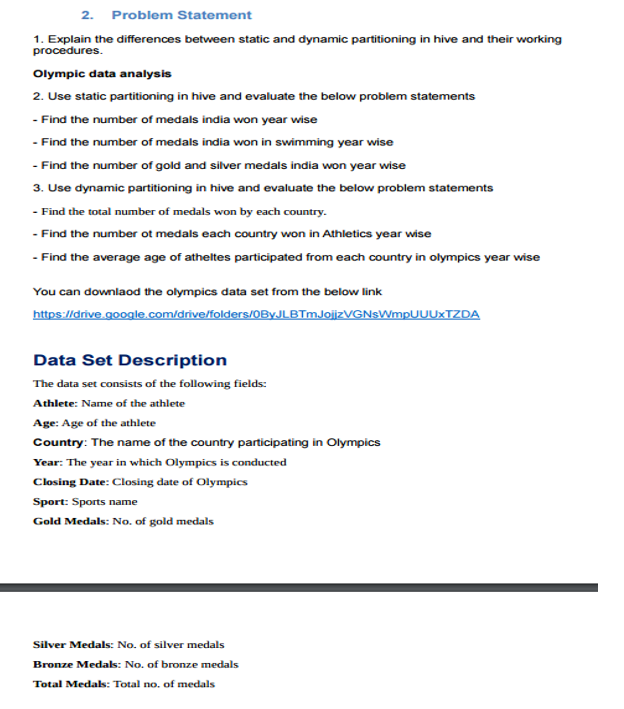 2. Problem Statement
1. Explain the differences between static and dynamic partitioning in hive and their working
procedures.
Olympic data analysis
2. Use static partitioning in hive and evaluate the below problem statements
- Find the number of medals india won year wise
- Find the number of medals india won in swimming year wise
- Find the number of gold and silver medals india won year wise
3. Use dynamic partitioning in hive and evaluate the below problem statements
- Find the total number of medals won by each country.
- Find the number ot medals each country won in Athletics year wise
- Find the average age of atheltes participated from each country in olympics year wise
You can downlaod the olympics data set from the below link
https://drive.google.com/drive/folders/0ByJLBTmJojjzVGNsWmpUUUxTZDA
Data Set Description
The data set consists of the following fields:
Athlete: Name of the athlete
Age: Age of the athlete
Country: The name of the country participating in Olympics
Year: The year in which Olympics is conducted
Closing Date: Closing date of Olympics
Sport: Sports name
Gold Medals: No. of gold medals
Silver Medals: No. of silver medals
Bronze Medals: No. of bronze medals
Total Medals: Total no. of medals